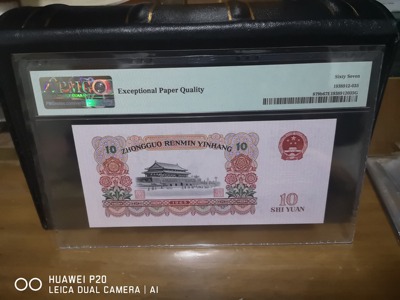 PMG
Exceptional Paper Quality
Sixty Seven
ZHONGGUO RENMIN YINHANG
10
10
10
SHI YUAN
HUAWEI P20
LEICA DUAL CAMERA | AI